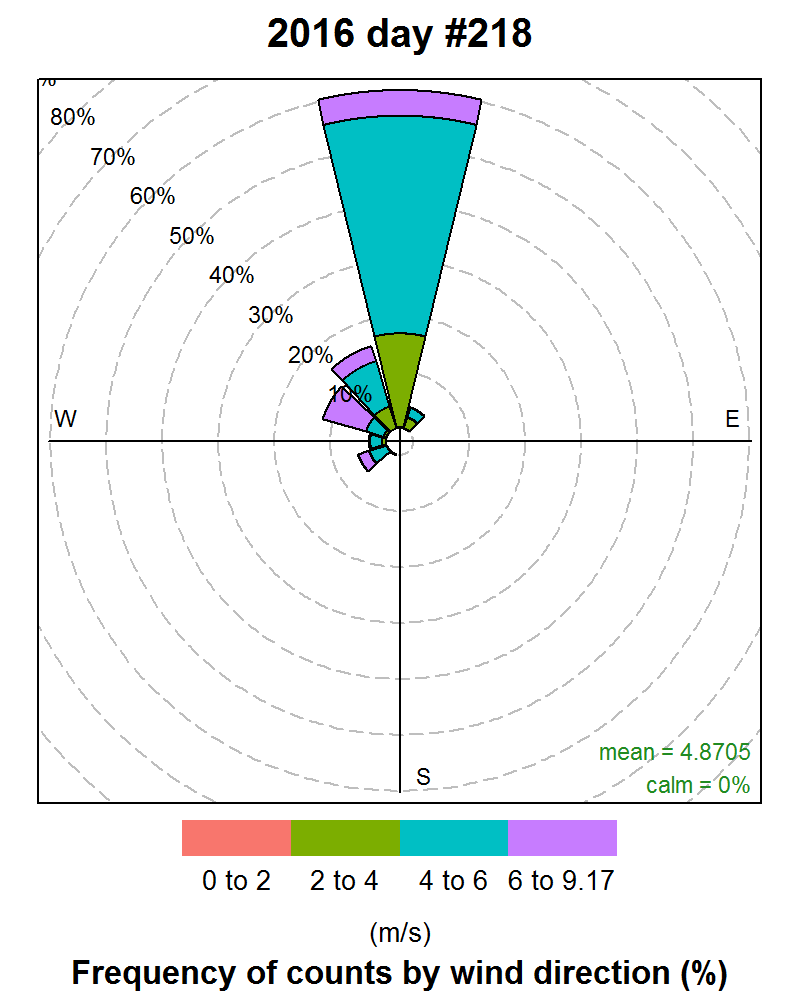 2016 day #218
%
80%
70%
60%
50%
40%
30%
20%
10%
W
E
S
mean = 4.8705
calm = 0%
0 to 2 2 to 4 4 to 6 6 to 9.17
(m/s)
Frequency of counts by wind direction (%)